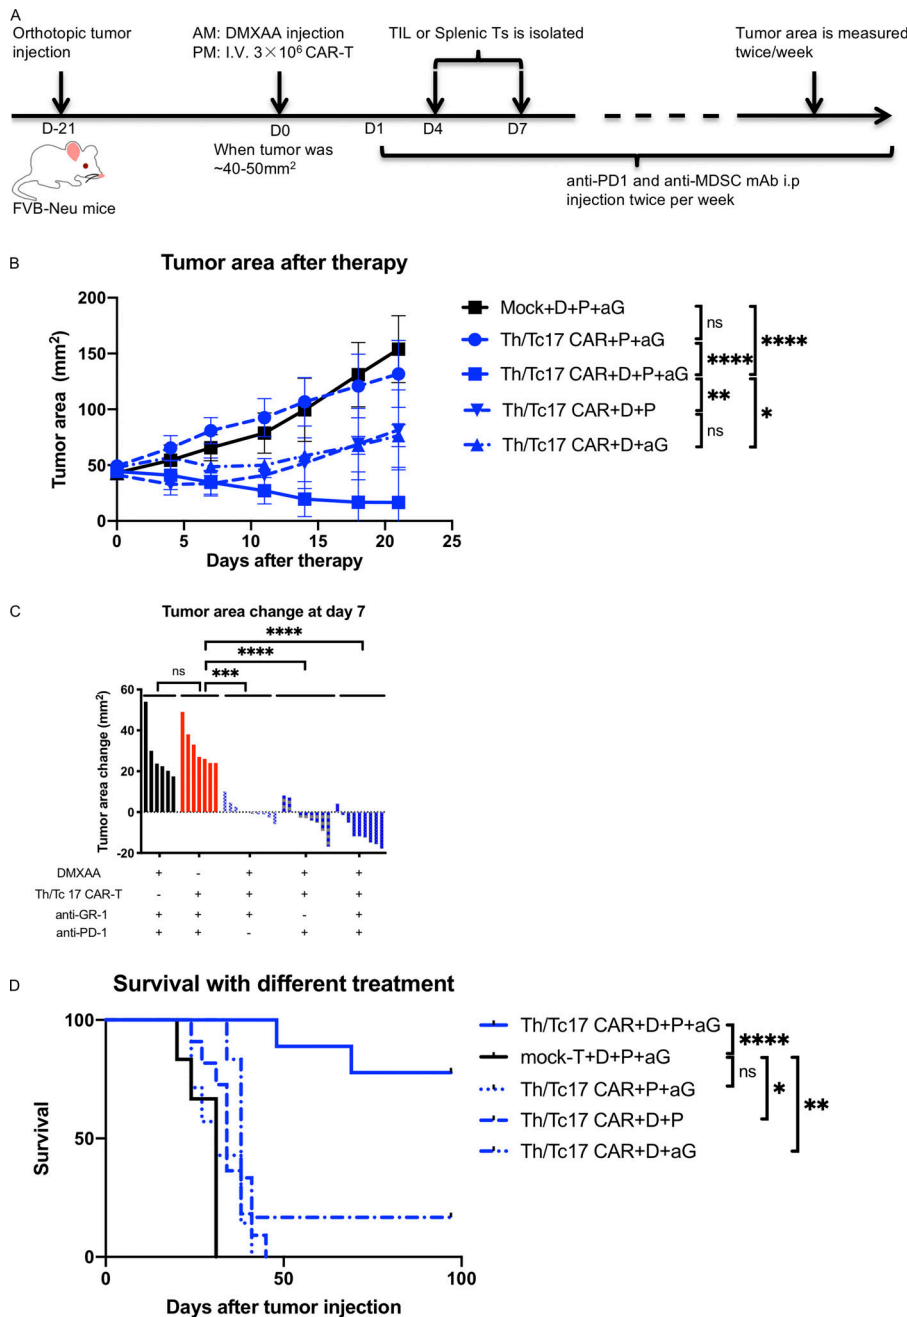 A
Orthotopic tumor
injection
AM: DMXAA injection
PM: I.V. 3×10⁶ CAR-T
TIL or Splenic Ts is isolated
Tumor area is measured
twice/week
D-21
D0
D1
D4
D7
When tumor was
~40-50mm²
anti-PD1 and anti-MDSC mAb i.p
injection twice per week
FVB-Neu mice
B
Tumor area after therapy
Tumor area (mm²)
200
150
100
50
0
0 5 10 15 20 25
Days after therapy
Mock+D+P+aG
Th/Tc17 CAR+P+aG
Th/Tc17 CAR+D+P+aG
Th/Tc17 CAR+D+P
Th/Tc17 CAR+D+aG
ns
****
**
ns
****
*
C
Tumor area change at day 7
****
****
ns
***
Tumor area change (mm²)
60
40
20
0
-20
DMXAA + - + + +
Th/Tc 17 CAR-T - + + + +
anti-GR-1 + + + - +
anti-PD-1 + + - + +
D
Survival with different treatment
Survival
100
50
0
0 50 100
Days after tumor injection
Th/Tc17 CAR+D+P+aG
mock-T+D+P+aG
Th/Tc17 CAR+P+aG
Th/Tc17 CAR+D+P
Th/Tc17 CAR+D+aG
****
ns
*
**